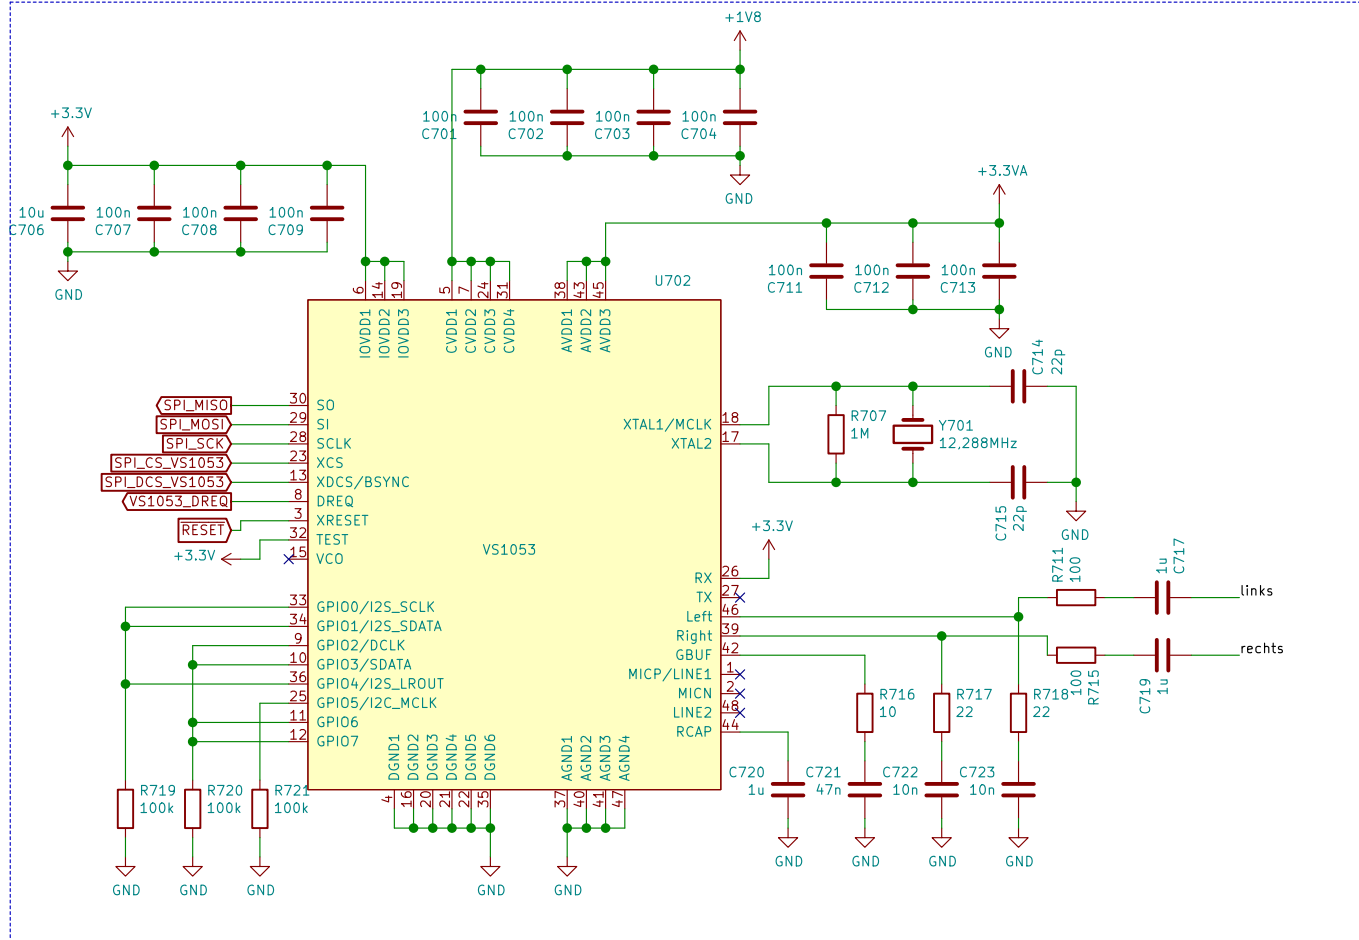 +1V8
100n
C701
100n
C702
100n
C703
100n
C704
GND
+3.3V
10u
C706
100n
C707
100n
C708
100n
C709
GND
+3.3VA
100n
C711
100n
C712
100n
C713
GND
U702
VS1053
6
14
19
5
7
24
31
38
43
45
IOVDD1
IOVDD2
IOVDD3
CVDD1
CVDD2
CVDD3
CVDD4
AVDD1
AVDD2
AVDD3
SPI_MISO 30 SO
SPI_MOSI 29 SI
SPI_SCK 28 SCLK
SPI_CS_VS1053 23 XCS
SPI_DCS_VS1053 13 XDCS/BSYNC
VS1053_DREQ 8 DREQ
RESET 3 XRESET
32 TEST
+3.3V 15 VCO
33 GPIO0/I2S_SCLK
34 GPIO1/I2S_SDATA
9 GPIO2/DCLK
10 GPIO3/SDATA
36 GPIO4/I2S_LROUT
25 GPIO5/I2C_MCLK
11 GPIO6
12 GPIO7
XTAL1/MCLK 18
XTAL2 17
RX 26
TX 27
Left 46
Right 39
GBUF 42
MICP/LINE1 1
MICN 2
LINE2 48
RCAP 44
DGND1
DGND2
DGND3
DGND4
DGND5
DGND6
AGND1
AGND2
AGND3
AGND4
4
16
20
21
22
35
37
40
41
47
GND
GND
R707
1M
Y701
12,288MHz
C714
22p
C715
22p
GND
+3.3V
R711
100
1u
C717
links
100
R715
C719
1u
rechts
R716
10
R717
22
R718
22
C720
1u
C721
47n
C722
10n
C723
10n
GND
GND
GND
GND
R719
100k
R720
100k
R721
100k
GND
GND
GND